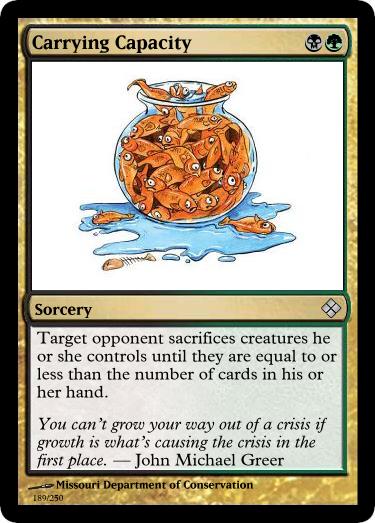 Carrying Capacity
Sorcery
Target opponent sacrifices creatures he
or she controls until they are equal to or
less than the number of cards in his or
her hand.
You can't grow your way out of a crisis if
growth is what's causing the crisis in the
first place. — John Michael Greer
Missouri Department of Conservation
189/250